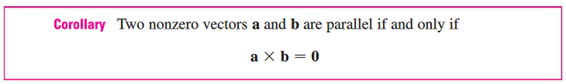 Corollary Two nonzero vectors a and b are parallel if and only if
a × b = 0